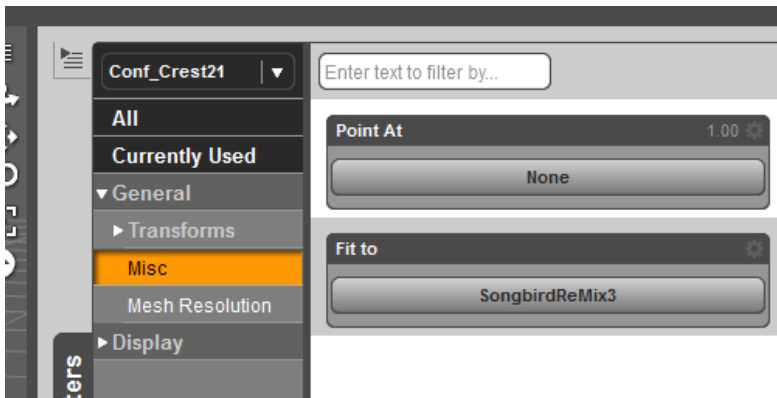 Conf_Crest21
Enter text to filter by...
All
Currently Used
General
Transforms
Misc
Mesh Resolution
Display
Point At
1.00
None
Fit to
SongbirdReMix3
ters